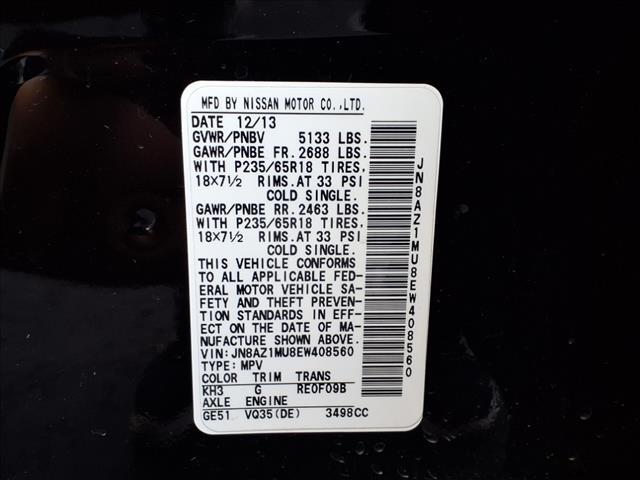 MFD BY NISSAN MOTOR CO.,LTD.
DATE 12/13
GVWR/PNBV 5133 LBS.
GAWR/PNBE FR. 2688 LBS.
WITH P235/65R18 TIRES,
18×7½ RIMS. AT 33 PSI
COLD SINGLE.
GAWR/PNBE RR. 2463 LBS.
WITH P235/65R18 TIRES,
18×7½ RIMS. AT 33 PSI
COLD SINGLE.
THIS VEHICLE CONFORMS
TO ALL APPLICABLE FED-
ERAL MOTOR VEHICLE SA-
FETY AND THEFT PREVEN-
TION STANDARDS IN EFF-
ECT ON THE DATE OF MA-
NUFACTURE SHOWN ABOVE.
VIN: JN8AZ1MU8EW408560
TYPE: MPV
COLOR TRIM TRANS
KH3 G RE0F09B
AXLE ENGINE
GE51 VQ35(DE) 3498CC
JN8AZ1MU8EW408560